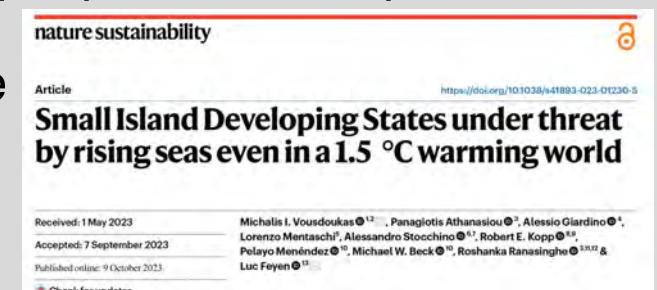 e
nature sustainability
Article https://doi.org/10.1038/s41893-023-01230-5
Small Island Developing States under threat
by rising seas even in a 1.5 °C warming world
Received: 1 May 2023
Accepted: 7 September 2023
Published online: 9 October 2023
Michalis I. Vousdoukas, Panagiotis Athanasiou, Alessio Giardino,
Lorenzo Mentaschi, Alessandro Stocchino, Robert E. Kopp,
Pelayo Menéndez, Michael W. Beck, Roshanka Ranasinghe &
Luc Feyen
Check for updates